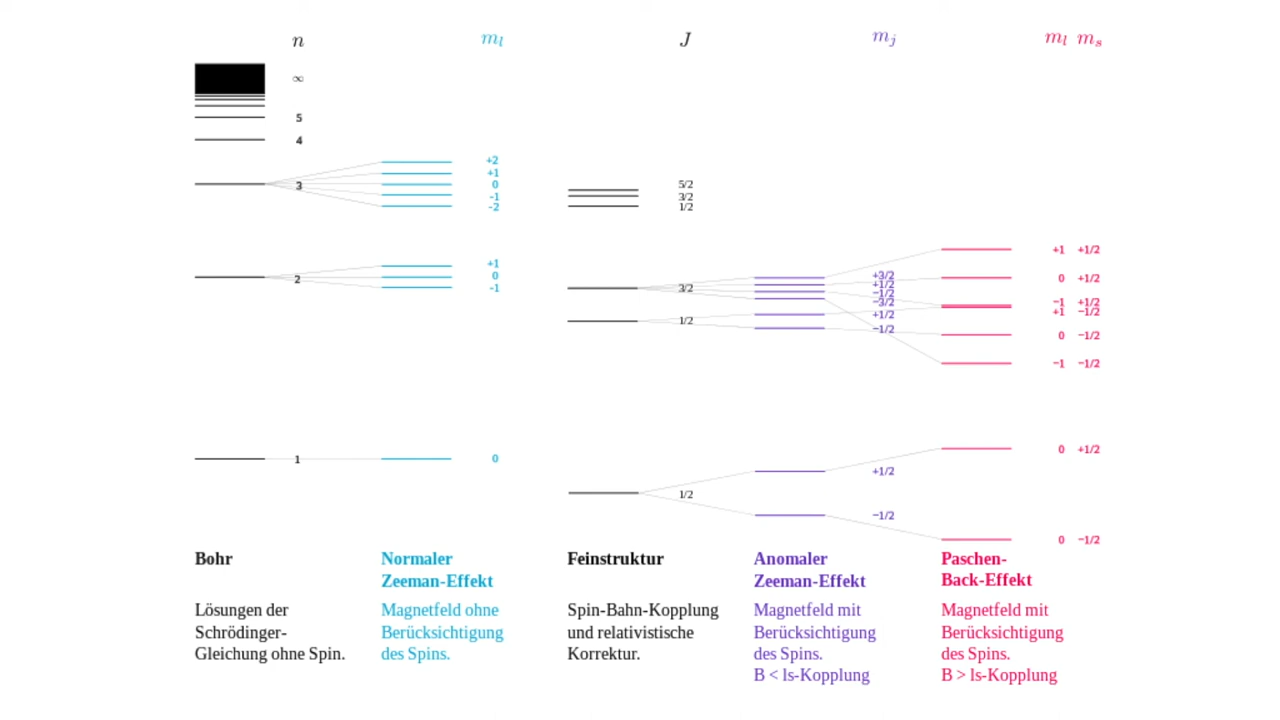 n m_l J m_j m_l m_s
∞
5
4
3
2
1
+2
+1
0
-1
-2
+1
0
-1
0
5/2
3/2
1/2
3/2
1/2
1/2
+3/2
+1/2
−1/2
−3/2
+1/2
−1/2
+1/2
−1/2
+1 +1/2
0 +1/2
−1 +1/2
+1 −1/2
0 −1/2
−1 −1/2
0 +1/2
0 −1/2
Bohr
Lösungen der
Schrödinger-
Gleichung ohne Spin.
Normaler
Zeeman-Effekt
Magnetfeld ohne
Berücksichtigung
des Spins.
Feinstruktur
Spin-Bahn-Kopplung
und relativistische
Korrektur.
Anomaler
Zeeman-Effekt
Magnetfeld mit
Berücksichtigung
des Spins.
B < ls-Kopplung
Paschen-
Back-Effekt
Magnetfeld mit
Berücksichtigung
des Spins.
B > ls-Kopplung